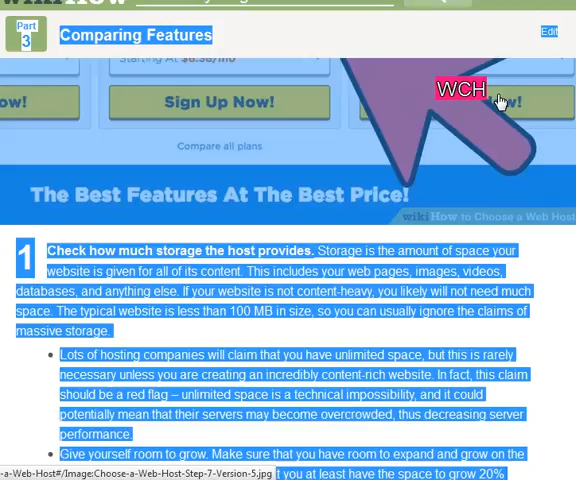 Part
3
Comparing Features
Edit
Starting At $6.36/mo
ow!
Sign Up Now!
ow!
WCH
Compare all plans
The Best Features At The Best Price!
wikiHow to Choose a Web Host
1 Check how much storage the host provides. Storage is the amount of space your
website is given for all of its content. This includes your web pages, images, videos,
databases, and anything else. If your website is not content-heavy, you likely will not need much
space. The typical website is less than 100 MB in size, so you can usually ignore the claims of
massive storage.
Lots of hosting companies will claim that you have unlimited space, but this is rarely
necessary unless you are creating an incredibly content-rich website. In fact, this claim
should be a red flag – unlimited space is a technical impossibility, and it could
potentially mean that their servers may become overcrowded, thus decreasing server
performance.
Give yourself room to grow. Make sure that you have room to expand and grow on the
-a-Web-Host#/Image:Choose-a-Web-Host-Step-7-Version-5.jpg
t you at least have the space to grow 20%